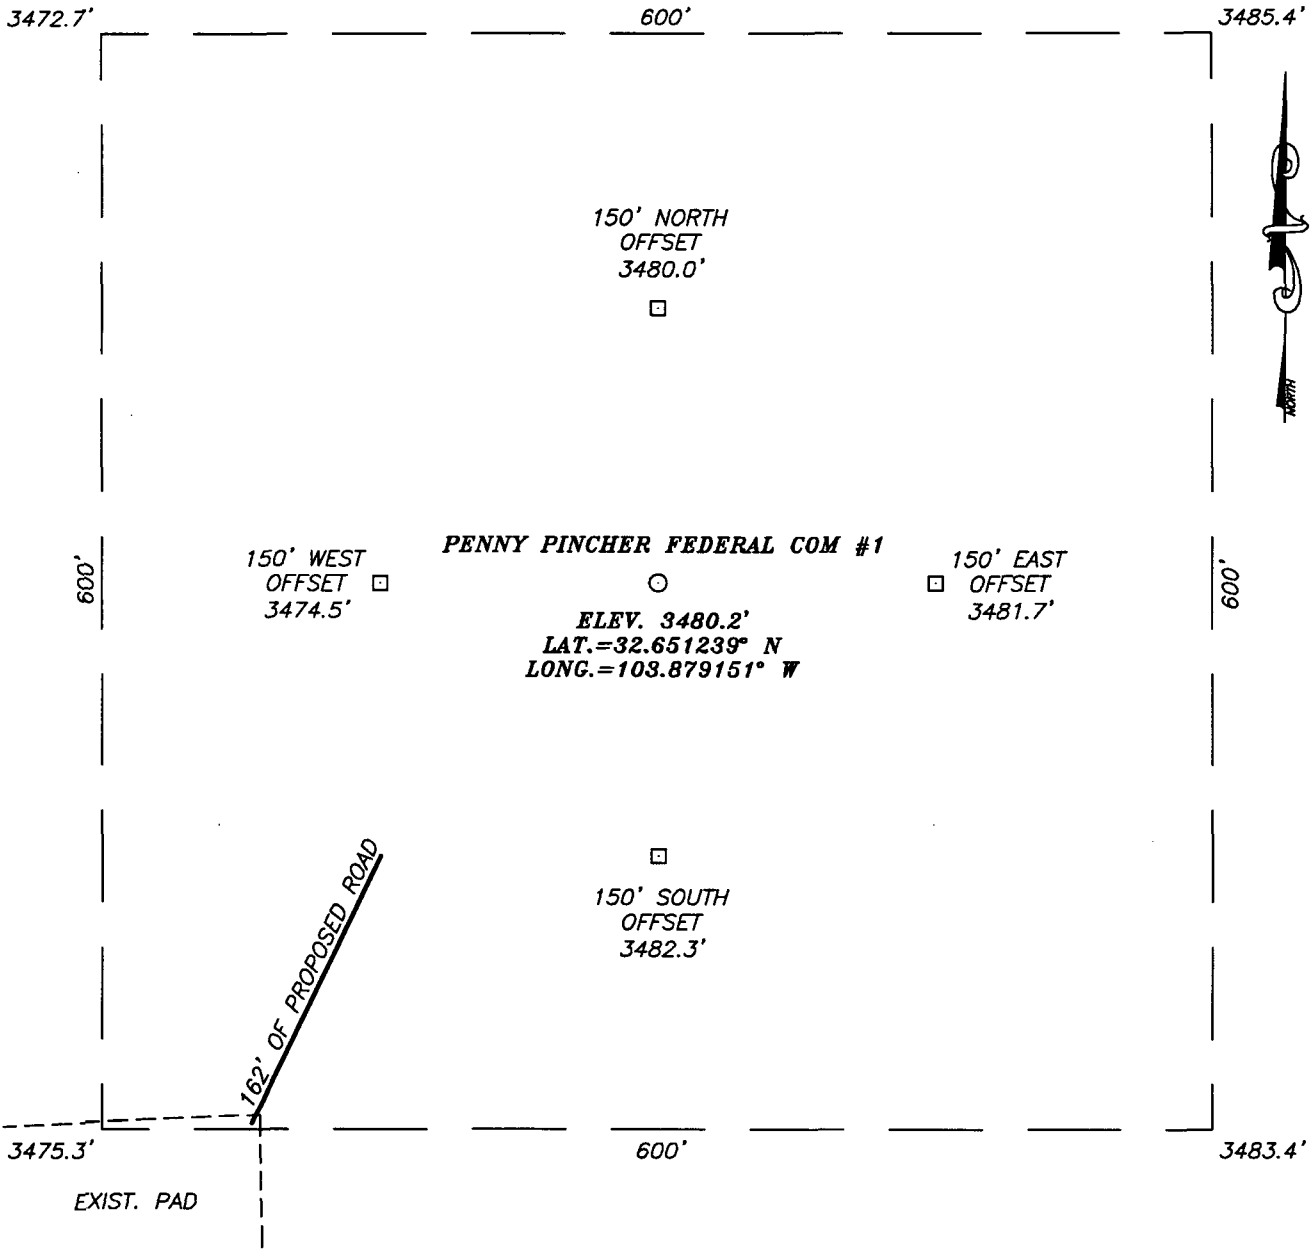 3472.7'
600'
3485.4'
NORTH
150' NORTH
OFFSET
3480.0'
600'
150' WEST
OFFSET
3474.5'
PENNY PINCHER FEDERAL COM #1
ELEV. 3480.2'
LAT.=32.651239° N
LONG.=103.879151° W
150' EAST
OFFSET
3481.7'
600'
150' SOUTH
OFFSET
3482.3'
162' OF PROPOSED ROAD
3475.3'
600'
3483.4'
EXIST. PAD